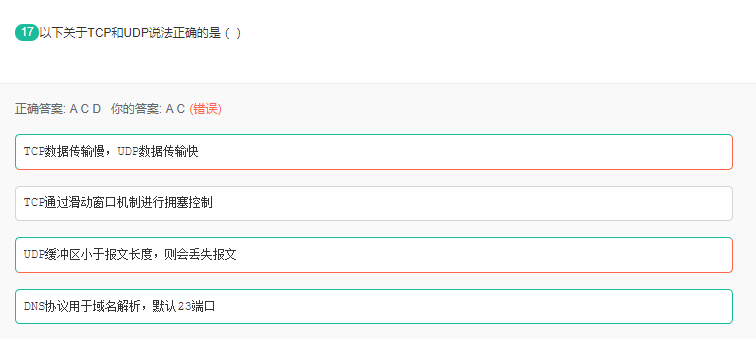 17 以下关于TCP和UDP说法正确的是 ( )
正确答案: A C D 你的答案: A C (错误)
TCP数据传输慢，UDP数据传输快
TCP通过滑动窗口机制进行拥塞控制
UDP缓冲区小于报文长度，则会丢失报文
DNS协议用于域名解析，默认23端口